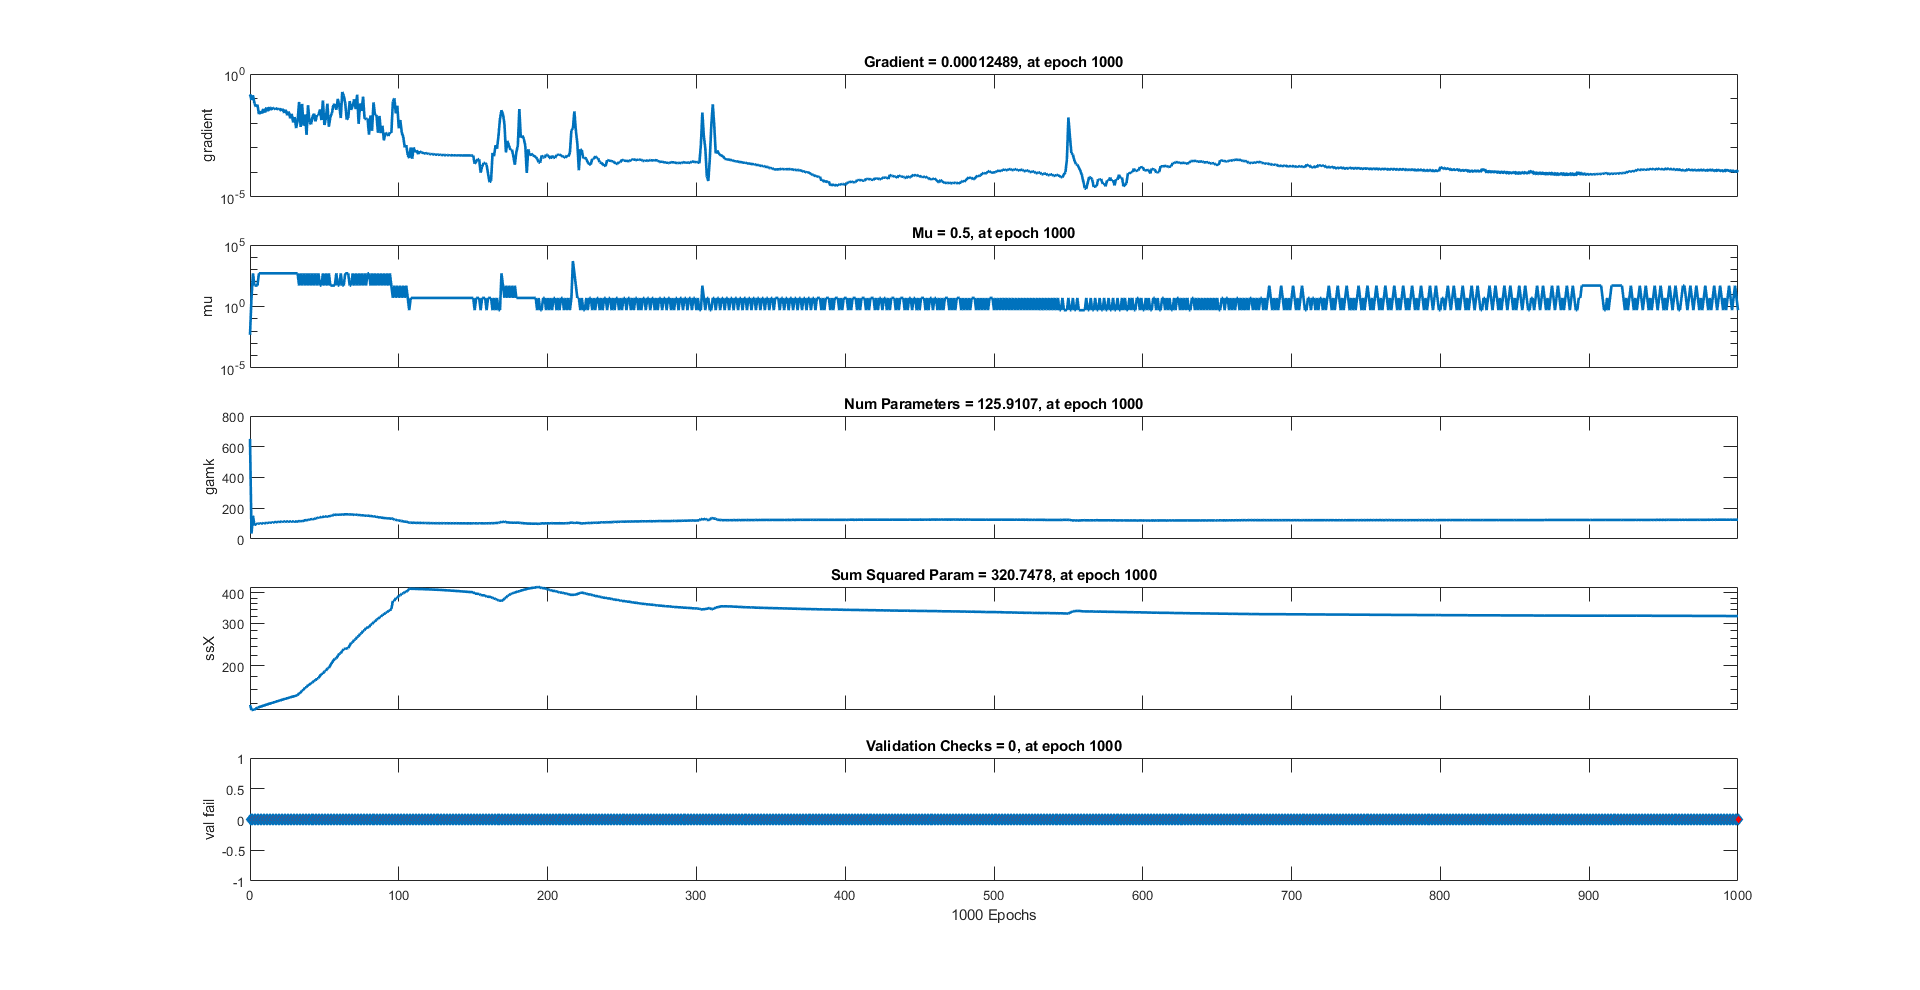 Gradient = 0.00012489, at epoch 1000
10^0
10^-5
gradient
Mu = 0.5, at epoch 1000
10^5
10^0
10^-5
mu
Num Parameters = 125.9107, at epoch 1000
800
600
400
200
0
gamk
Sum Squared Param = 320.7478, at epoch 1000
400
300
200
ssX
Validation Checks = 0, at epoch 1000
1
0.5
0
-0.5
-1
val fail
0 100 200 300 400 500 600 700 800 900 1000
1000 Epochs